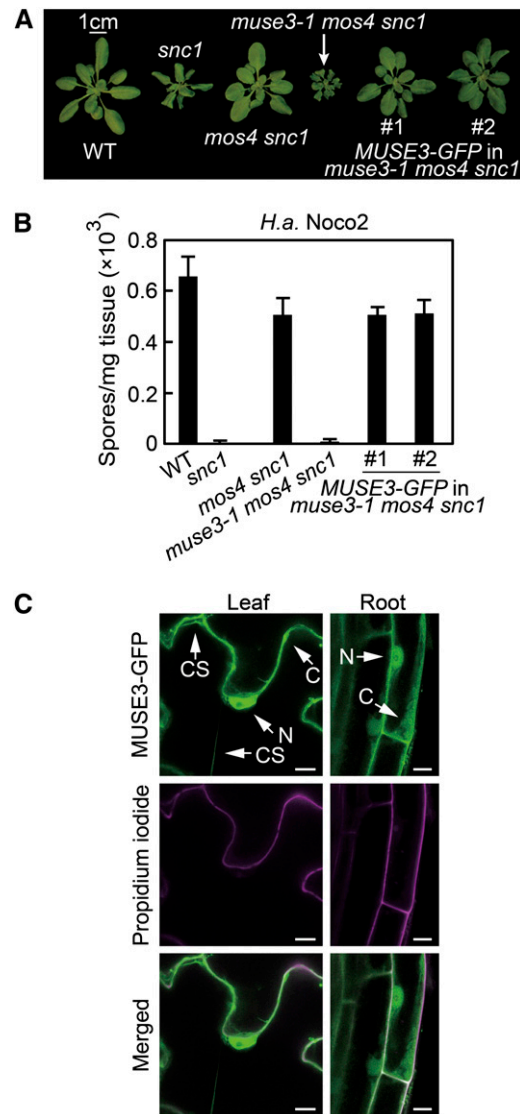 A
1cm
WT
snc1
mos4 snc1
muse3-1 mos4 snc1
#1
#2
MUSE3-GFP in
muse3-1 mos4 snc1
B
H.a. Noco2
Spores/mg tissue (×10³)
0.8
0.6
0.4
0.2
0
WT
snc1
mos4 snc1
muse3-1 mos4 snc1
#1
#2
MUSE3-GFP in
muse3-1 mos4 snc1
C
Leaf
Root
MUSE3-GFP
CS
C
N
CS
N
C
Propidium iodide
Merged